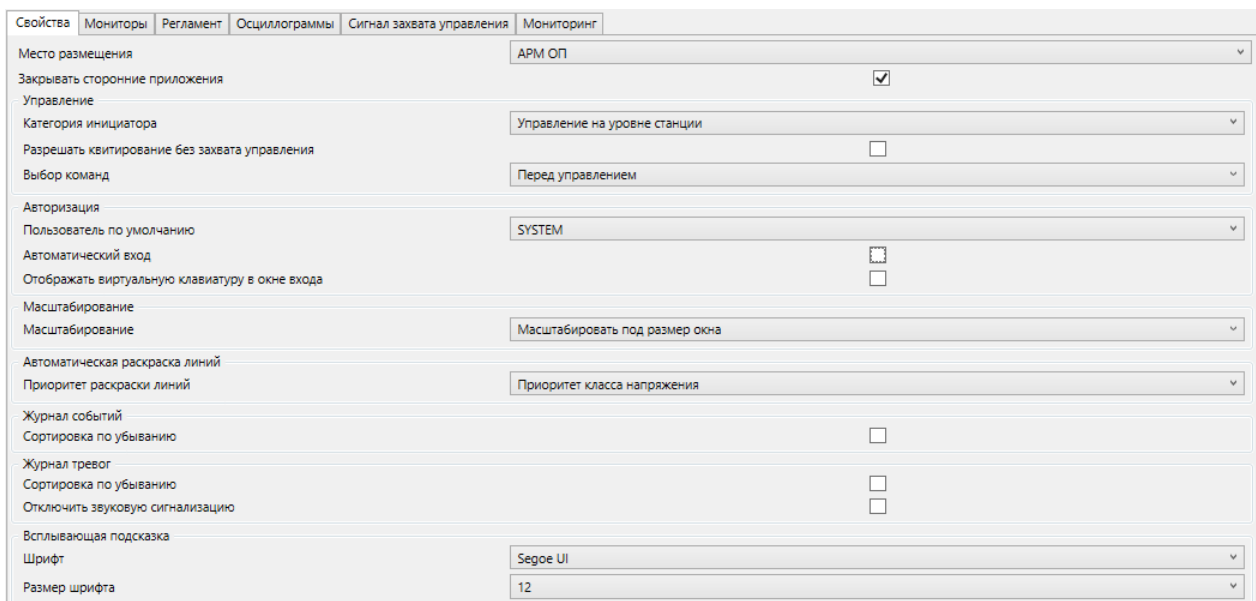 Свойства Мониторы Регламент Осциллограммы Сигнал захвата управления Мониторинг
Место размещения АРМ ОП
Закрывать сторонние приложения
Управление
Категория инициатора Управление на уровне станции
Разрешать квитирование без захвата управления
Выбор команд Перед управлением
Авторизация
Пользователь по умолчанию SYSTEM
Автоматический вход
Отображать виртуальную клавиатуру в окне входа
Масштабирование
Масштабирование Масштабировать под размер окна
Автоматическая раскраска линий
Приоритет раскраски линий Приоритет класса напряжения
Журнал событий
Сортировка по убыванию
Журнал тревог
Сортировка по убыванию
Отключить звуковую сигнализацию
Всплывающая подсказка
Шрифт Segoe UI
Размер шрифта 12